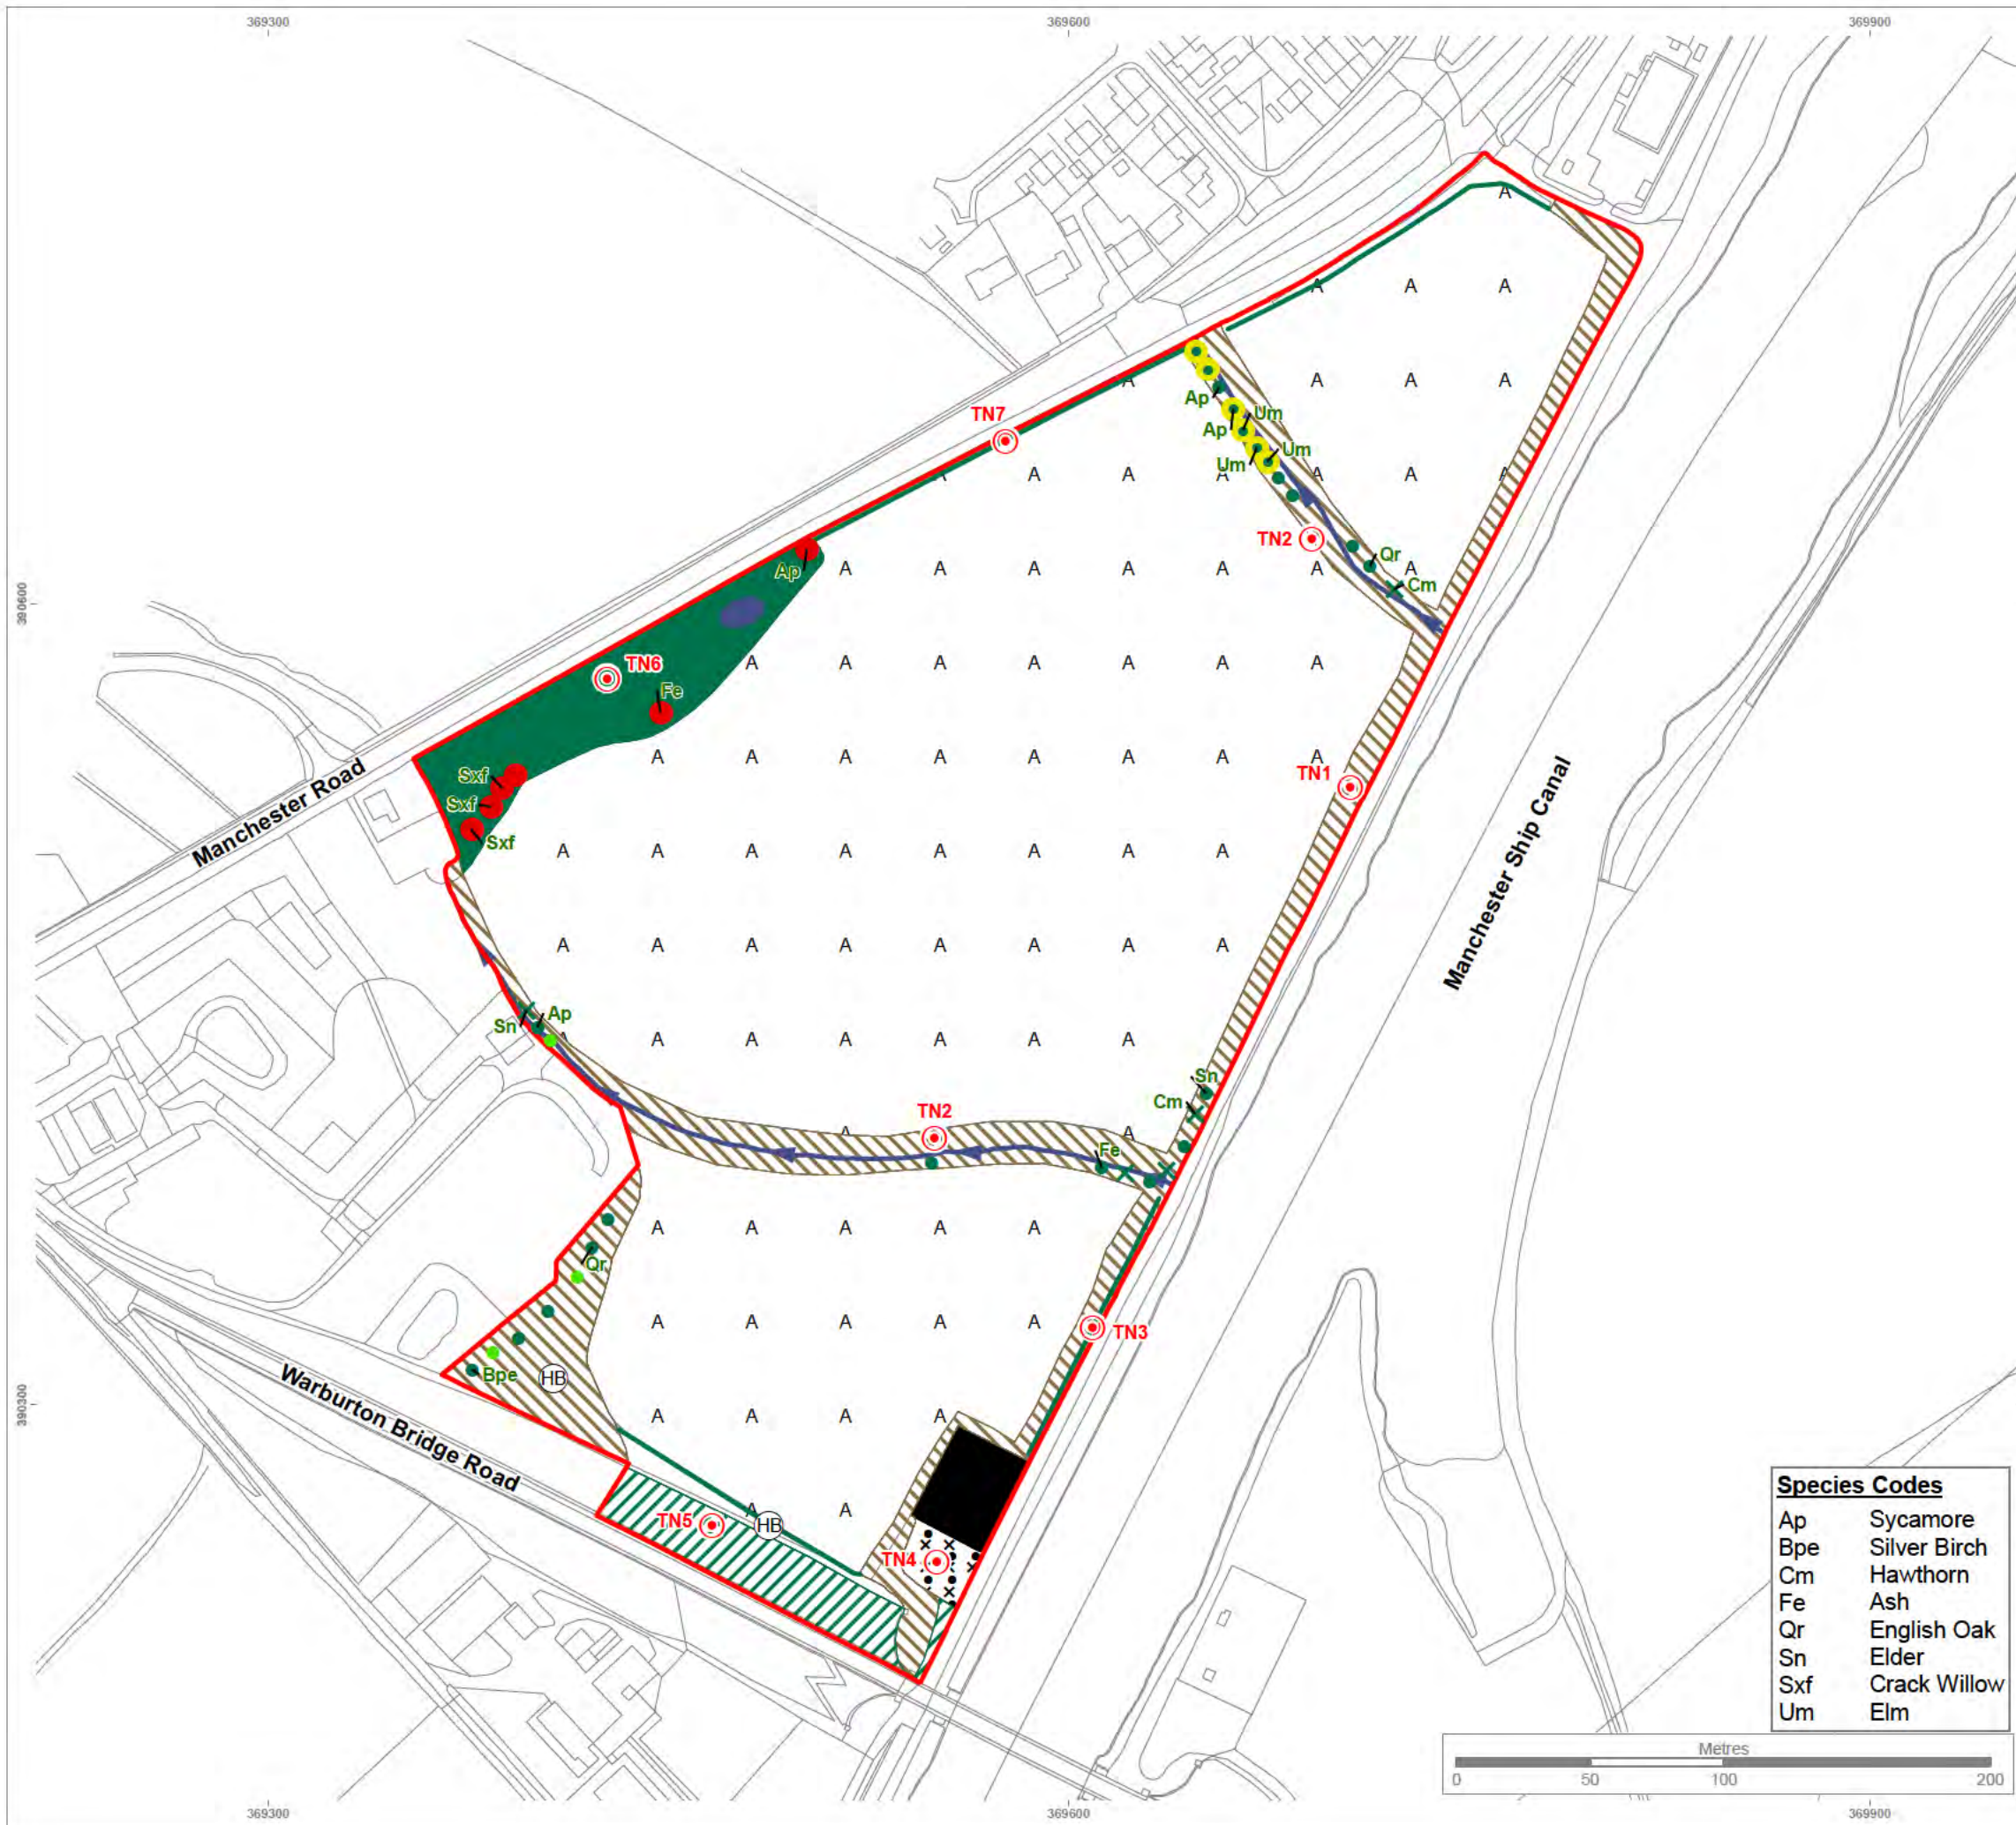 369300 369600 369900
A
A A A
Ap
Um
A A A A
TN7
Ap
Um
Um
A A A A A A A
TN2
Ap
Qr
A A A A A A A
Cm
390600
TN6
A A A A A A A
Fe
Sxf
A A A A A A A A
TN1
Sxf
Manchester Road
Sxf
A A A A A A A A
Manchester Ship Canal
A A A A A A A A
Ap
Sn
A A A A A A A
Sn
Cm
TN2
A A
Fe
A A A A A
Qr
A A A A A
TN3
Bpe
HB
Warburton Bridge Road
390300
A A A A
A A
TN5
HB
TN4
Species Codes
Ap Sycamore
Bpe Silver Birch
Cm Hawthorn
Fe Ash
Qr English Oak
Sn Elder
Sxf Crack Willow
Um Elm
Metres
0 50 100 200
369300 369600 369900